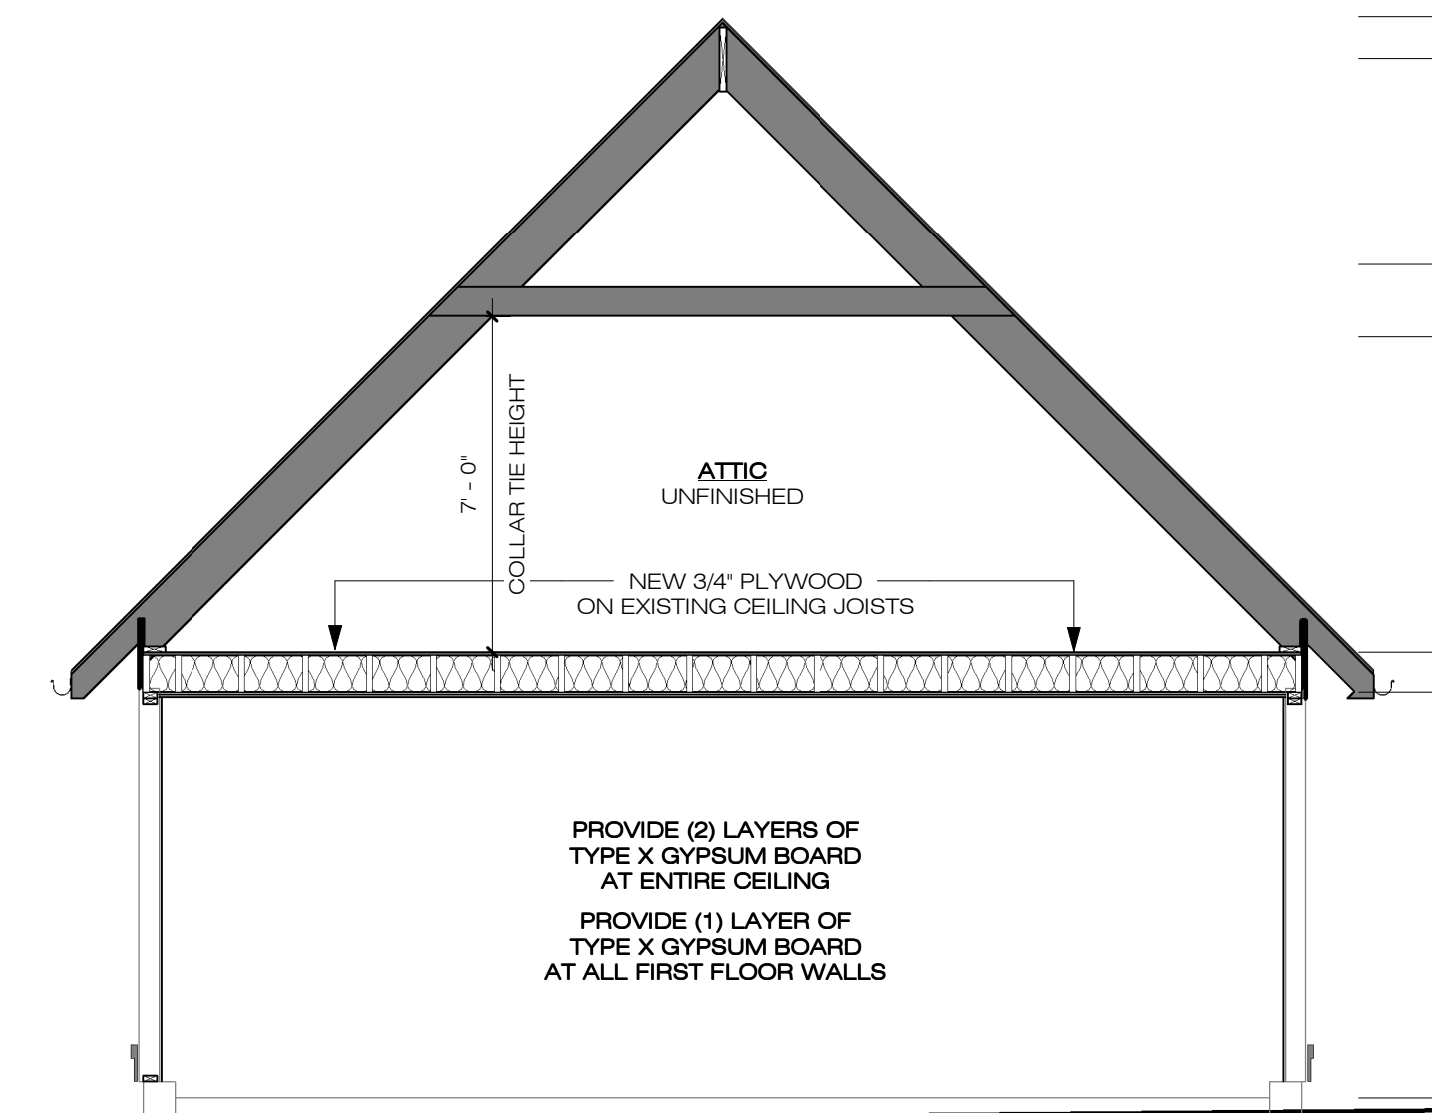 7' - 0"
COLLAR TIE HEIGHT
ATTIC
UNFINISHED
NEW 3/4" PLYWOOD
ON EXISTING CEILING JOISTS
PROVIDE (2) LAYERS OF
TYPE X GYPSUM BOARD
AT ENTIRE CEILING
PROVIDE (1) LAYER OF
TYPE X GYPSUM BOARD
AT ALL FIRST FLOOR WALLS